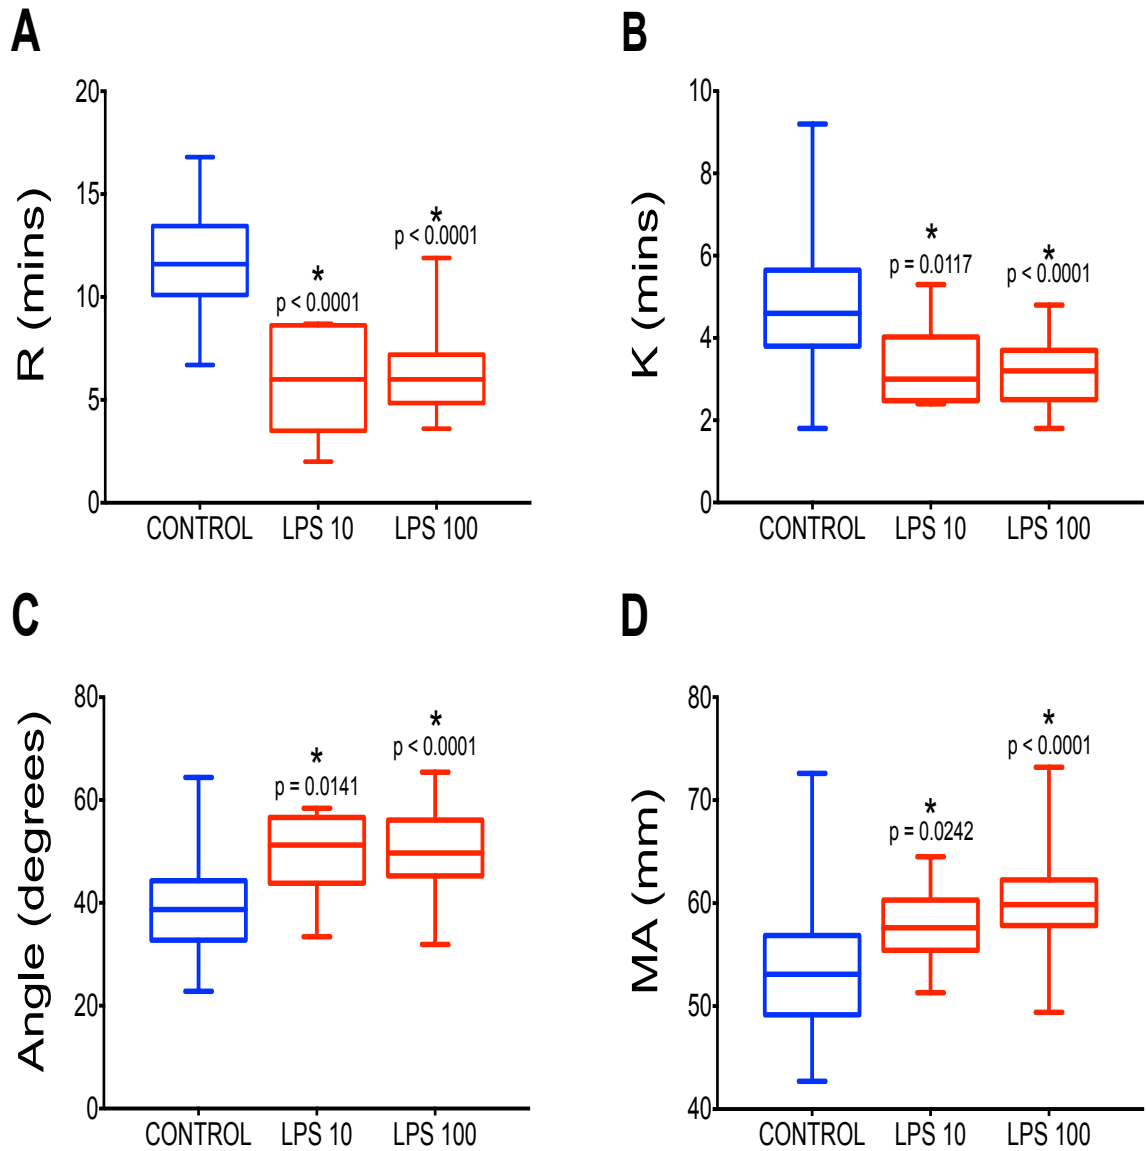 A
R (mins)
20
15
10
5
0
*
p < 0.0001
*
p < 0.0001
CONTROL LPS 10 LPS 100
B
K (mins)
10
8
6
4
2
0
*
p = 0.0117
*
p < 0.0001
CONTROL LPS 10 LPS 100
C
Angle (degrees)
80
60
40
20
0
*
p = 0.0141
*
p < 0.0001
CONTROL LPS 10 LPS 100
D
MA (mm)
80
70
60
50
40
*
p = 0.0242
*
p < 0.0001
CONTROL LPS 10 LPS 100